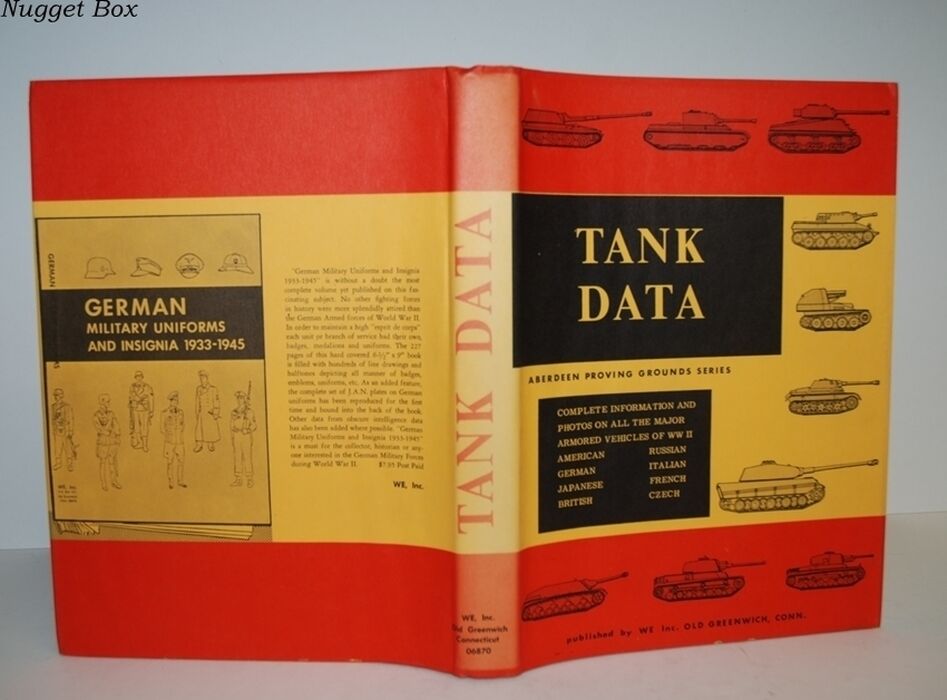 Nugget Box
GERMAN
GERMAN
MILITARY UNIFORMS
AND INSIGNIA 1933-1945
WE, Inc.
"German Military Uniforms and Insignia
1933-1945" is without a doubt the most
complete volume yet published on this fas-
cinating subject. No other fighting forces
in history were more splendidly attired than
the German Armed forces of World War II.
In order to maintain a high "esprit de corps"
each unit or branch of service had their own,
badges, medallions and uniforms. The 227
pages of this hard covered 6-1/2" x 9" book
is filled with hundreds of line drawings and
halftones depicting all manner of badges,
emblems, uniforms, etc. As an added feature,
the complete set of J.A.N. plates on German
uniforms has been reproduced for the first
time and bound into the back of the book.
Other data from obscure intelligence data
has also been added where possible. "German
Military Uniforms and Insignia 1933-1945"
is a must for the collector, historian or any-
one interested in the German Military Forces
during World War II. $7.95 Post Paid
WE, Inc.
TANK DATA
WE, Inc.
Old Greenwich
Connecticut
06870
TANK
DATA
ABERDEEN PROVING GROUNDS SERIES
COMPLETE INFORMATION AND
PHOTOS ON ALL THE MAJOR
ARMORED VEHICLES OF WW II
AMERICAN RUSSIAN
GERMAN ITALIAN
JAPANESE FRENCH
BRITISH CZECH
published by WE Inc. OLD GREENWICH, CONN.